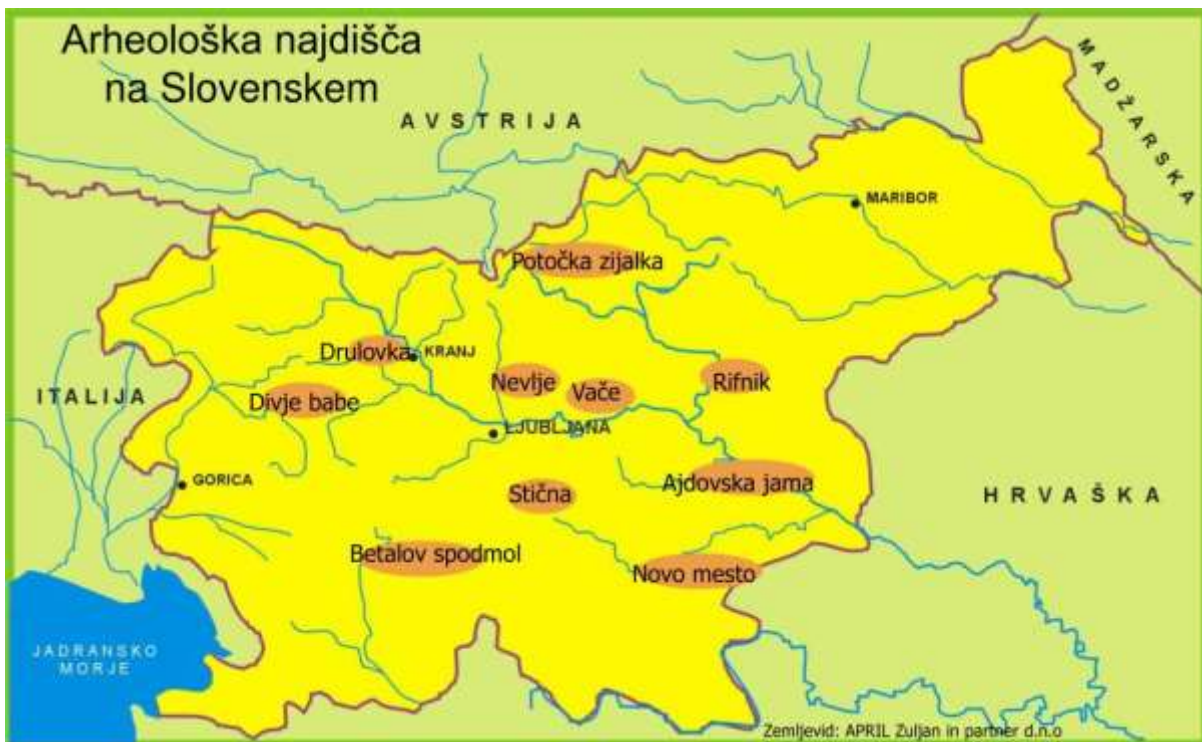 Arheološka najdišča
na Slovenskem
AVSTRIJA
MADŽARSKA
MARIBOR
Potočka zijalka
Drulovka
KRANJ
Nevlje
Vače
Rifnik
ITALIJA
Divje babe
LJUBLJANA
GORICA
Stična
Ajdovska jama
HRVAŠKA
Betalov spodmol
Novo mesto
JADRANSKO
MORJE
Zemljevid: APRIL Zuljan in partner d.n.o